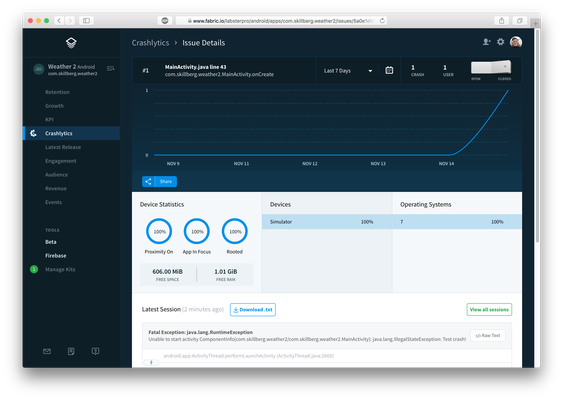 www.fabric.io/labsterpro/android/apps/com.skillberg.weather2/issues/
Weather 2 Android
com.skillberg.weather2
Retention
Growth
KPI
Crashlytics
Latest Release
Engagement
Audience
Revenue
Events
TOOLS
Beta
Firebase
1
Manage Kits
Crashlytics > Issue Details
#1
MainActivity.java line 43
com.skillberg.weather2.MainActivity.onCreate
Last 7 Days
1
CRASH
1
USER
OPEN
CLOSED
1
0
NOV 9
NOV 11
NOV 12
NOV 13
NOV 14
Share
Device Statistics
100%
100%
100%
Proximity On
App In Focus
Rooted
606.00 MiB
FREE SPACE
1.01 GiB
FREE RAM
Devices
Simulator 100%
Operating Systems
7 100%
Latest Session (2 minutes ago)
Download .txt
View all sessions
Fatal Exception: java.lang.RuntimeException
Unable to start activity ComponentInfo{com.skillberg.weather2/com.skillberg.weather2.MainActivity}: java.lang.IllegalStateException: Test crash!
</> Raw Text
android.app.ActivityThread.performLaunchActivity (ActivityThread.java:2665)